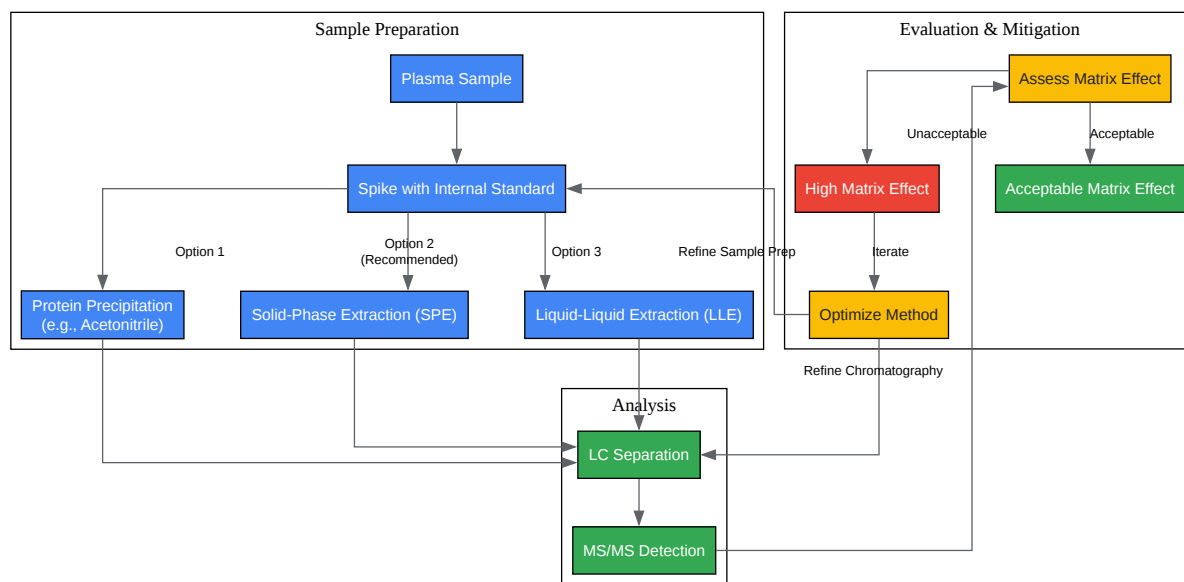 Sample Preparation
Plasma Sample
Spike with Internal Standard
Option 1
Option 2
(Recommended)
Option 3
Protein Precipitation
(e.g., Acetonitrile)
Solid-Phase Extraction (SPE)
Liquid-Liquid Extraction (LLE)
Evaluation & Mitigation
Assess Matrix Effect
Unacceptable
Acceptable
High Matrix Effect
Acceptable Matrix Effect
Refine Sample Prep
Iterate
Optimize Method
Refine Chromatography
Analysis
LC Separation
MS/MS Detection